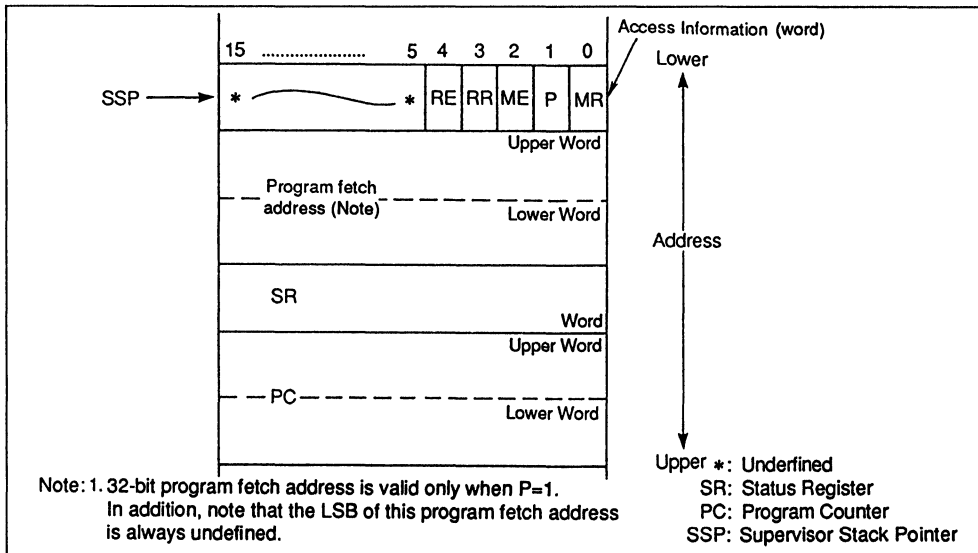 Access Information (word)
15 ...................... 5 4 3 2 1 0
Lower
SSP * * RE RR ME P MR
Upper Word
Program fetch
address (Note)
Lower Word
Address
SR
Word
Upper Word
PC
Lower Word
Upper
*: Underfined
SR: Status Register
PC: Program Counter
SSP: Supervisor Stack Pointer
Note: 1. 32-bit program fetch address is valid only when P=1.
In addition, note that the LSB of this program fetch address
is always undefined.